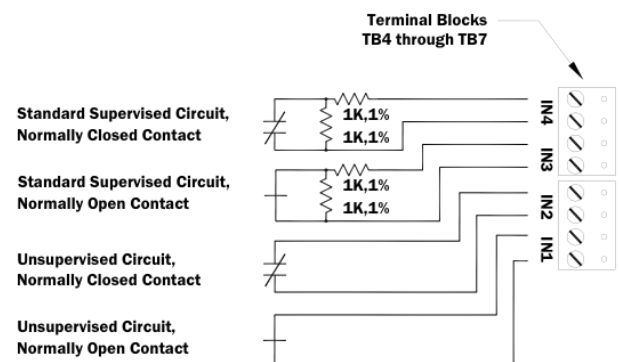 Terminal Blocks
TB4 through TB7
Standard Supervised Circuit,
Normally Closed Contact
1K,1%
1K,1%
IN4
Standard Supervised Circuit,
Normally Open Contact
1K,1%
1K,1%
IN3
Unsupervised Circuit,
Normally Closed Contact
IN2
Unsupervised Circuit,
Normally Open Contact
IN1